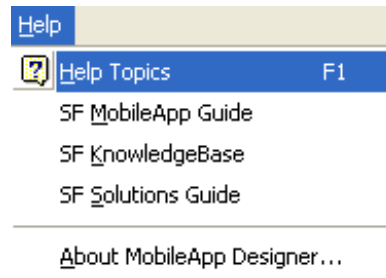 Help
Help Topics F1
SF MobileApp Guide
SF KnowledgeBase
SF Solutions Guide
About MobileApp Designer...